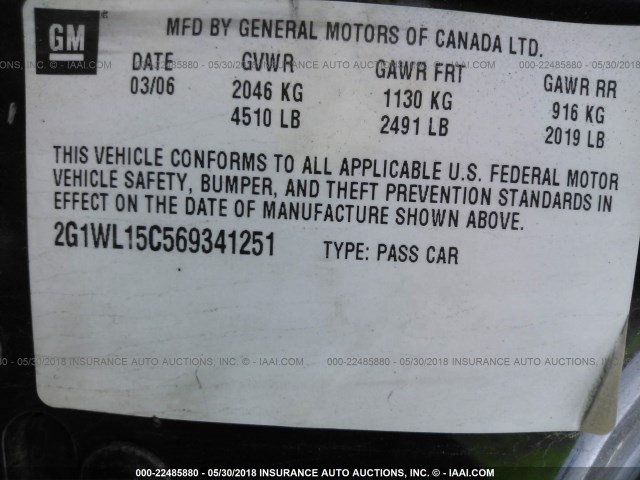 GM
MFD BY GENERAL MOTORS OF CANADA LTD.
DATE GVWR GAWR FRT GAWR RR
03/06 2046 KG 1130 KG 916 KG
4510 LB 2491 LB 2019 LB
THIS VEHICLE CONFORMS TO ALL APPLICABLE U.S. FEDERAL MOTOR
VEHICLE SAFETY, BUMPER, AND THEFT PREVENTION STANDARDS IN
EFFECT ON THE DATE OF MANUFACTURE SHOWN ABOVE.
2G1WL15C569341251 TYPE: PASS CAR
000-22485880 - 05/30/2018 INSURANCE AUTO AUCTIONS, INC. - IAAI.COM